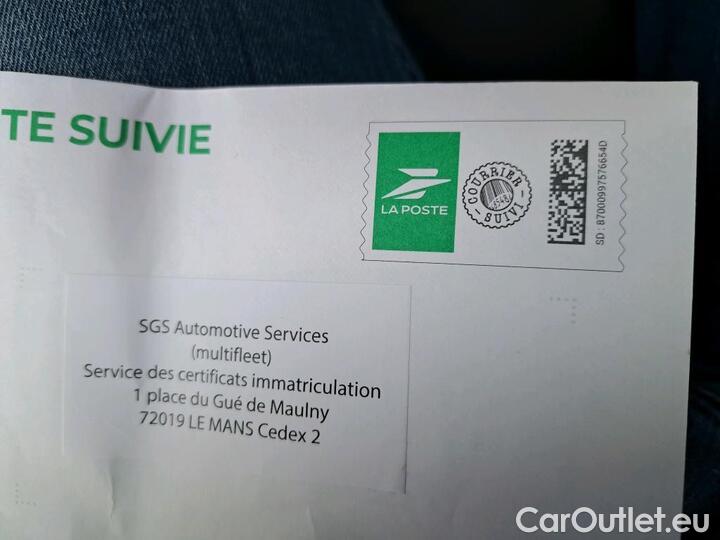 TE SUIVIE
LA POSTE
COURRIER
SUIVI
SD : 87000997576654D
SGS Automotive Services
(multifleet)
Service des certificats immatriculation
1 place du Gué de Maulny
72019 LE MANS Cedex 2
CarOutlet.eu